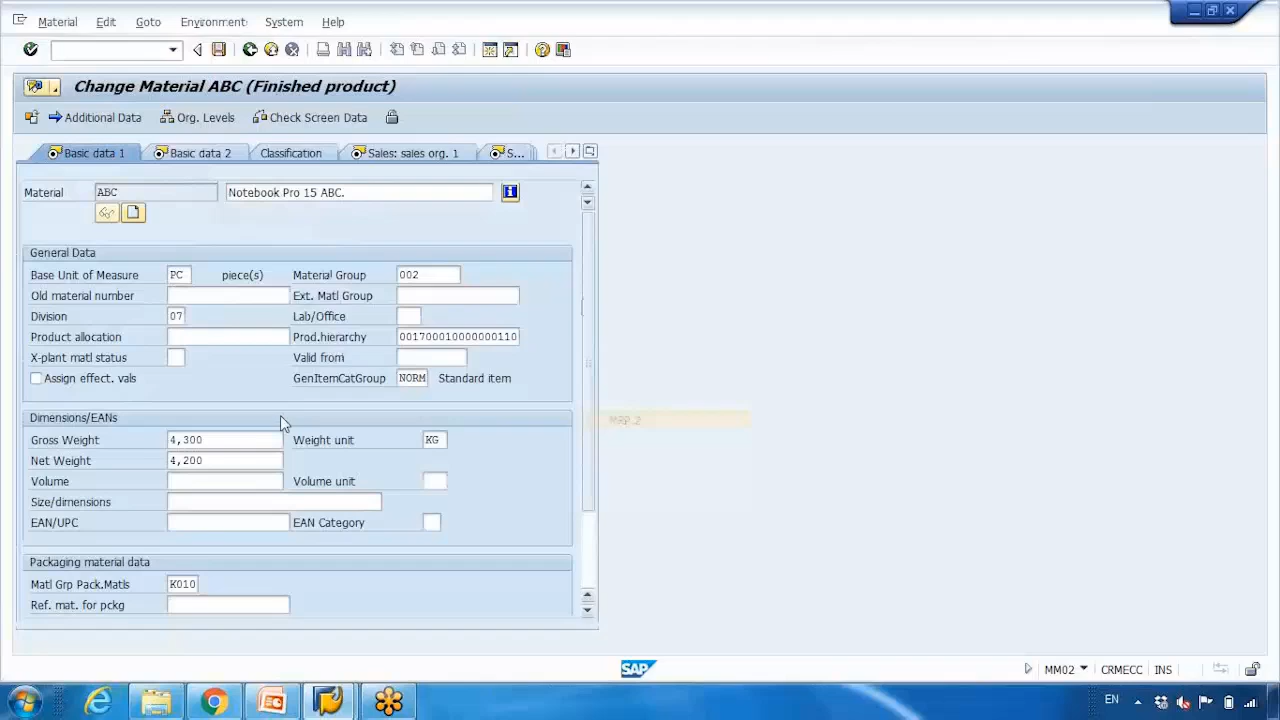 Material Edit Goto Environment System Help
Change Material ABC (Finished product)
Additional Data Org. Levels Check Screen Data
Basic data 1 Basic data 2 Classification Sales: sales org. 1 S...
Material ABC Notebook Pro 15 ABC.
General Data
Base Unit of Measure PC piece(s) Material Group 002
Old material number Ext. Matl Group
Division 07 Lab/Office
Product allocation Prod.hierarchy 001700010000000110
X-plant matl status Valid from
Assign effect. vals GenItemCatGroup NORM Standard item
MRP 2
Dimensions/EANs
Gross Weight 4,300 Weight unit KG
Net Weight 4,200
Volume Volume unit
Size/dimensions
EAN/UPC EAN Category
Packaging material data
Matl Grp Pack.Matls K010
Ref. mat. for pckg
SAP MM02 CRMECC INS
EN